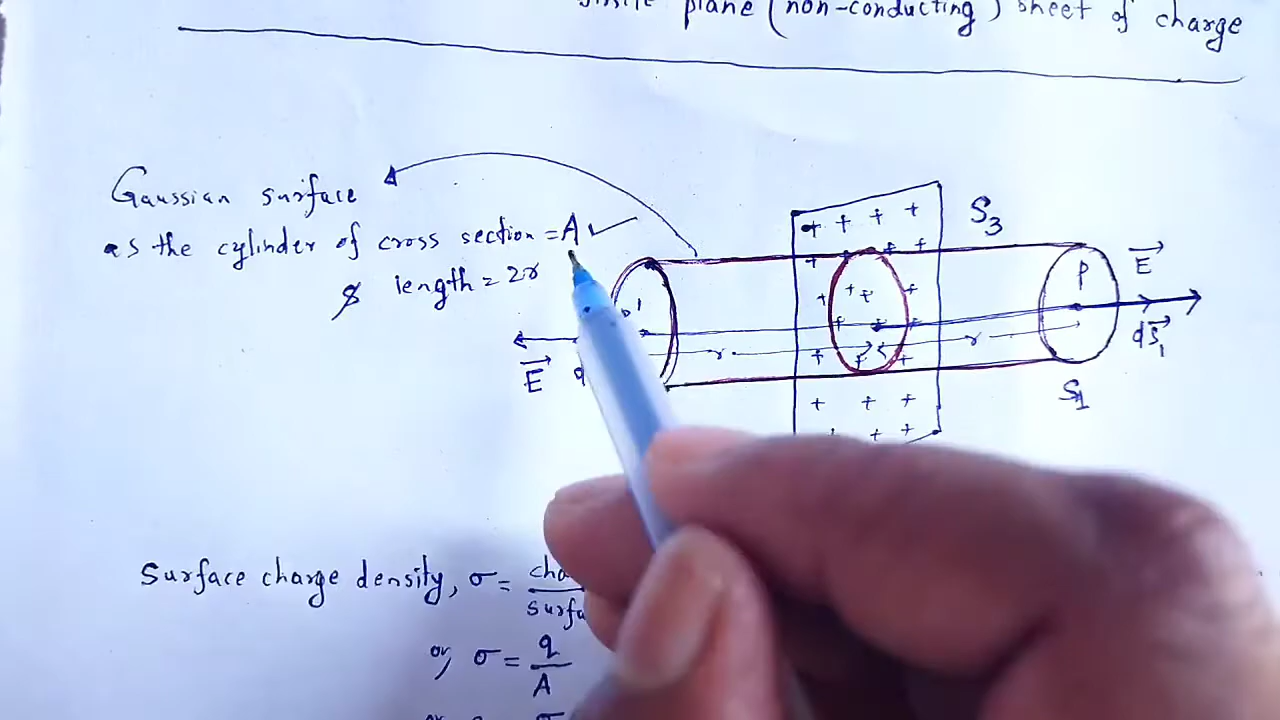 plane (non-conducting) sheet of charge
Gaussian surface
as the cylinder of cross section = A ✓
& length = 2r
S3
P
E
dS1
r
r
E
S1
Surface charge density, σ =
or, σ = q/A